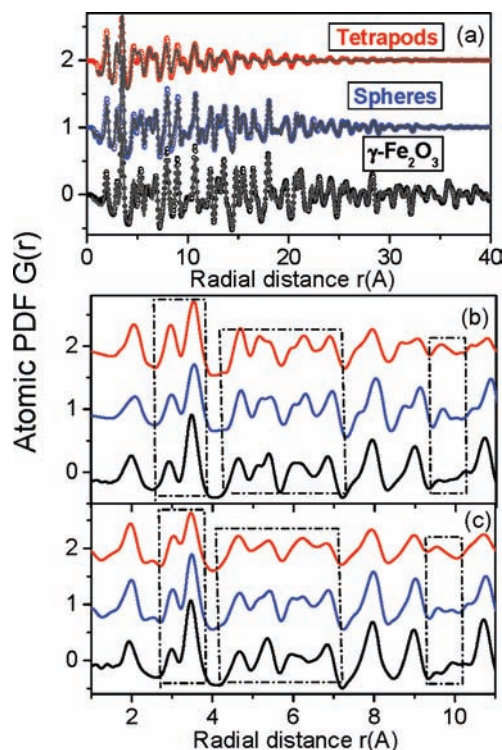 Atomic PDF G(r)
(a)
Tetrapods
Spheres
γ-Fe2O3
2
1
0
0 10 20 30 40
Radial distance r(A)
(b)
2
1
0
(c)
2
1
0
2 4 6 8 10
Radial distance r(A)